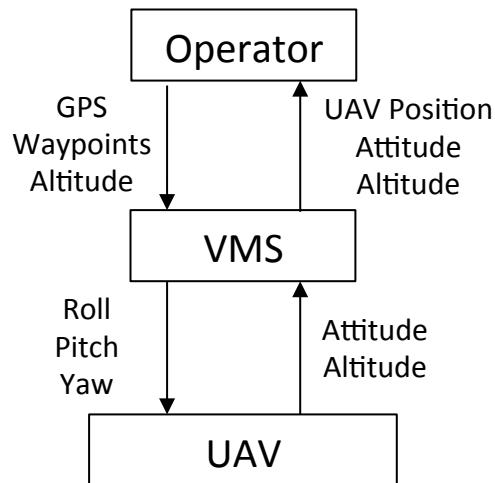 Operator
GPS
Waypoints
Altitude
UAV Position
Attitude
Altitude
VMS
Roll
Pitch
Yaw
Attitude
Altitude
UAV